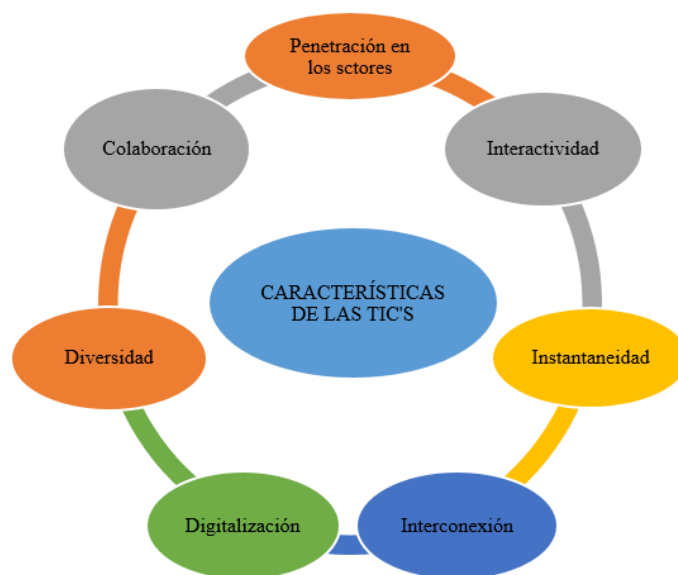 Penetración en
los sctores
Colaboración
Interactividad
CARACTERÍSTICAS
DE LAS TIC'S
Diversidad
Instantaneidad
Digitalización
Interconexión